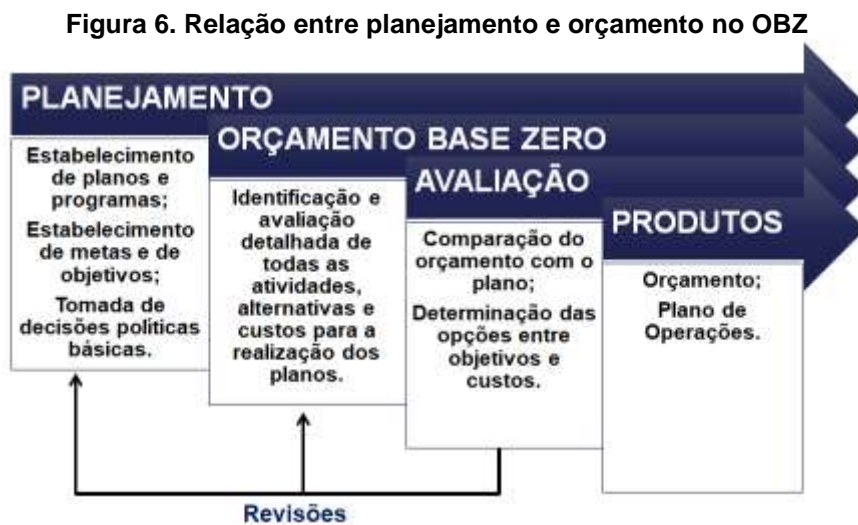 Figura 6. Relação entre planejamento e orçamento no OBZ
PLANEJAMENTO
Estabelecimento
de planos e
programas;
Estabelecimento
de metas e de
objetivos;
Tomada de
decisões políticas
básicas.
ORÇAMENTO BASE ZERO
Identificação e
avaliação
detalhada de
todas as
atividades,
alternativas e
custos para a
realização dos
planos.
AVALIAÇÃO
Comparação do
orçamento com o
plano;
Determinação das
opções entre
objetivos e
custos.
PRODUTOS
Orçamento;
Plano de
Operações.
Revisões